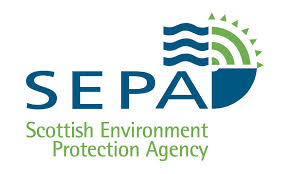 SEPA
Scottish Environment
Protection Agency